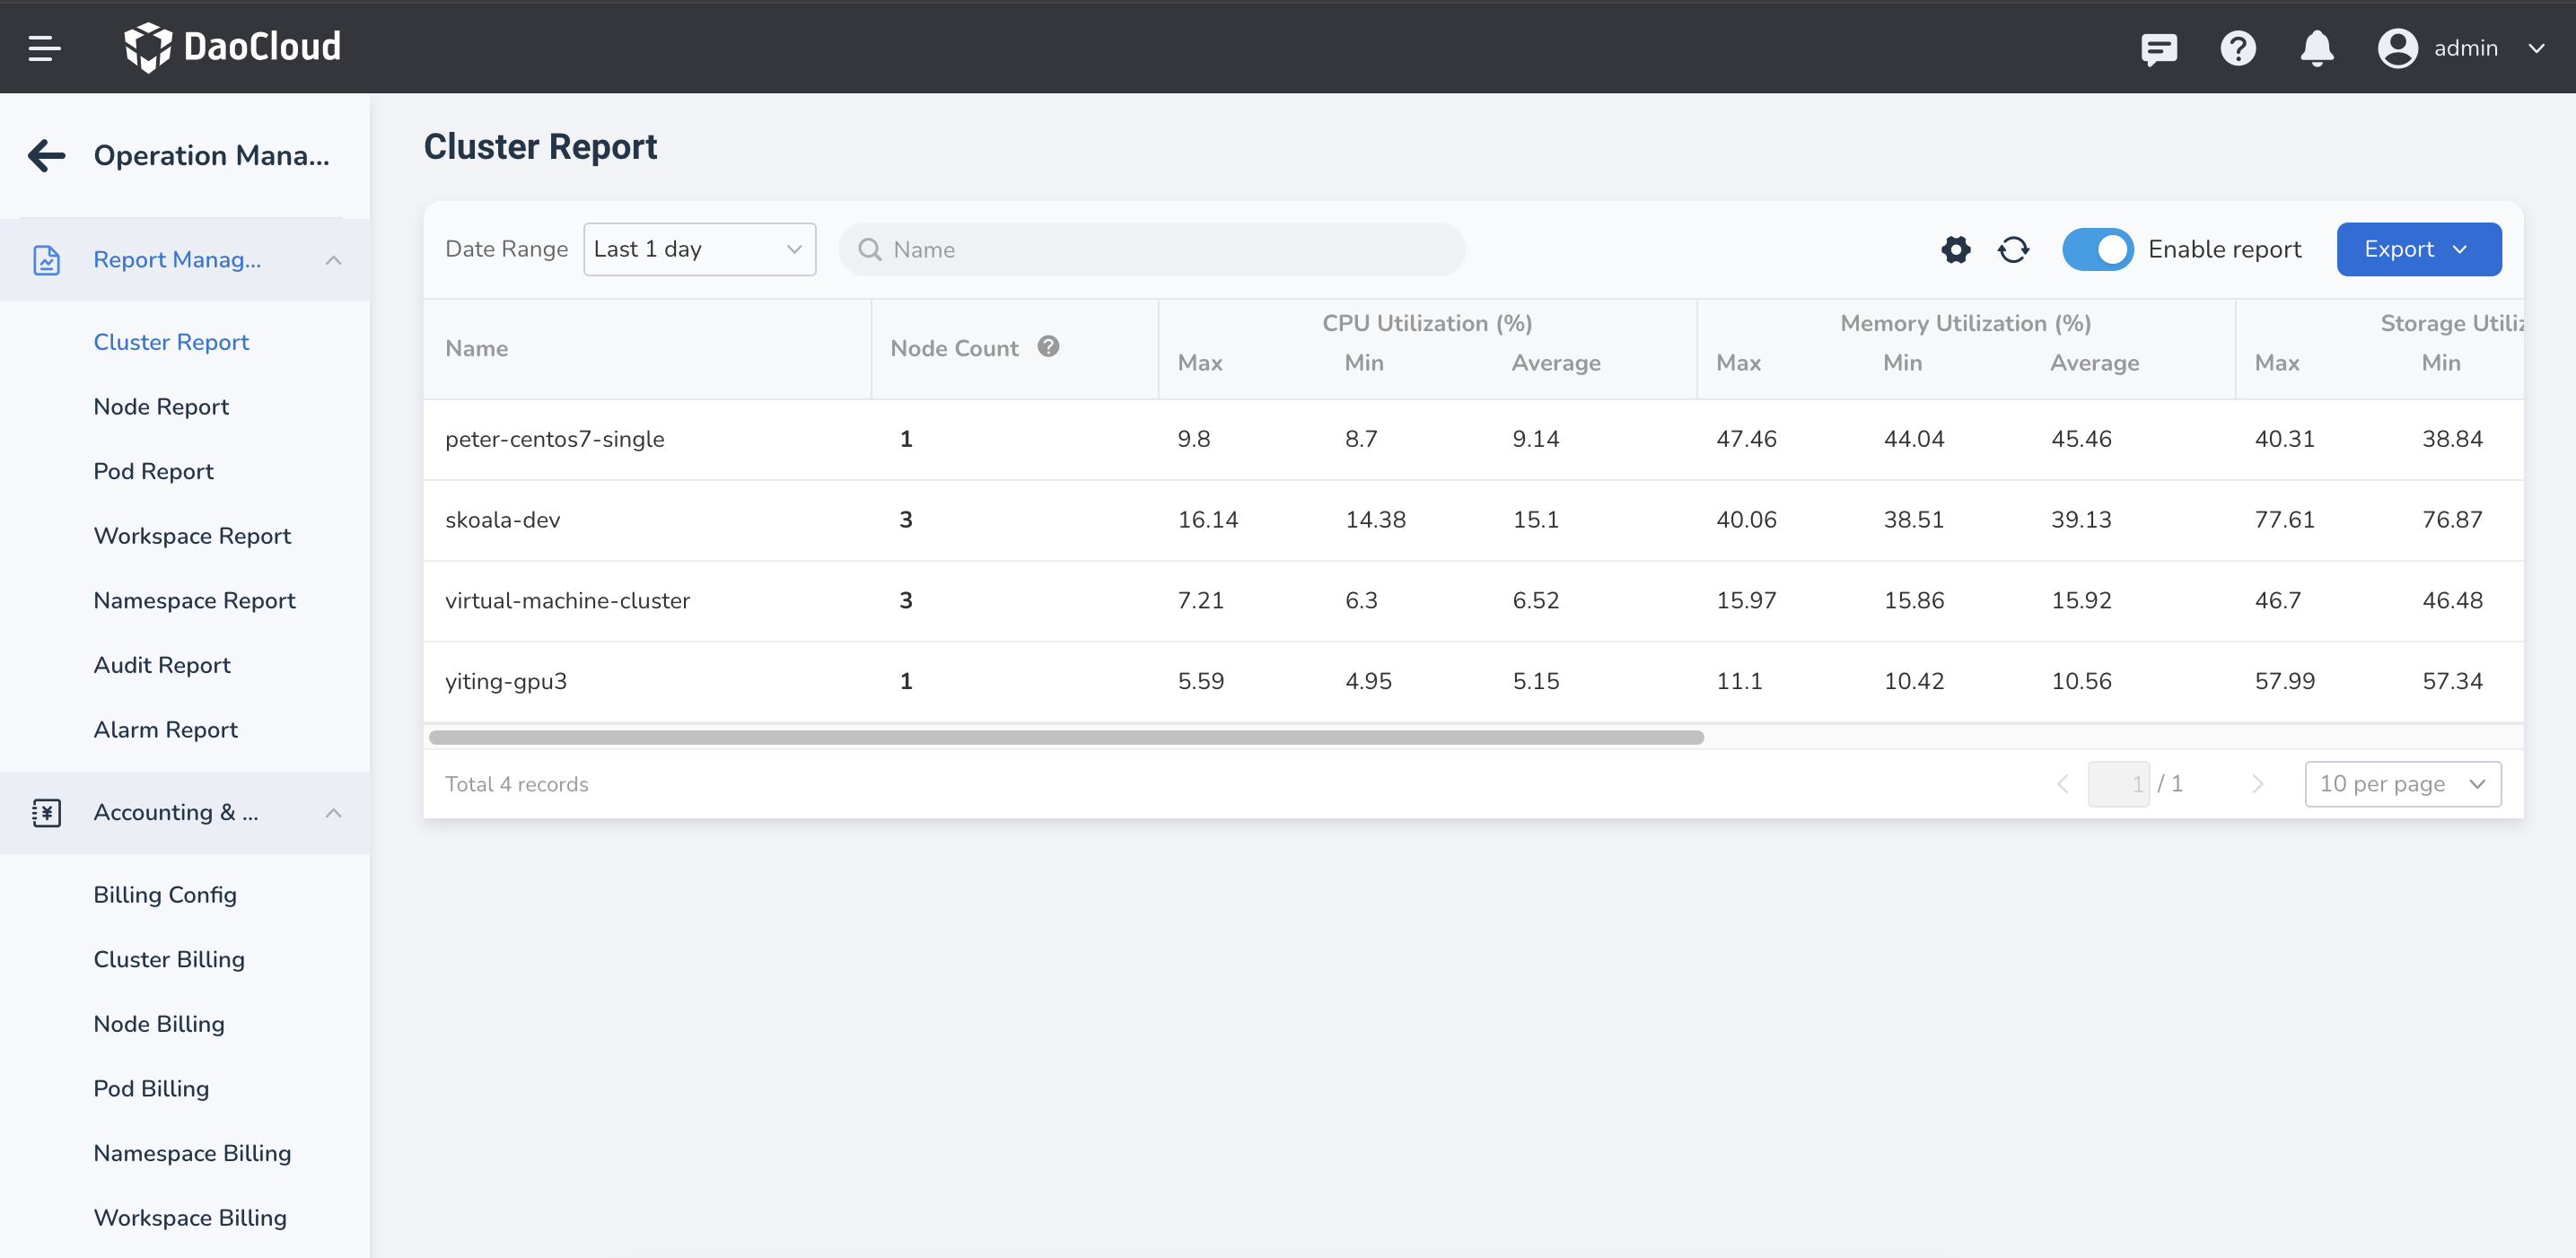 DaoCloud
admin
Operation Mana...
Report Manag...
Cluster Report
Node Report
Pod Report
Workspace Report
Namespace Report
Audit Report
Alarm Report
Accounting & ...
Billing Config
Cluster Billing
Node Billing
Pod Billing
Namespace Billing
Workspace Billing
Cluster Report
Date Range Last 1 day Name Enable report Export
CPU Utilization (%) Memory Utilization (%) Storage Utiliz
Name Node Count Max Min Average Max Min Average Max Min
peter-centos7-single 1 9.8 8.7 9.14 47.46 44.04 45.46 40.31 38.84
skoala-dev 3 16.14 14.38 15.1 40.06 38.51 39.13 77.61 76.87
virtual-machine-cluster 3 7.21 6.3 6.52 15.97 15.86 15.92 46.7 46.48
yiting-gpu3 1 5.59 4.95 5.15 11.1 10.42 10.56 57.99 57.34
Total 4 records 1 / 1 10 per page